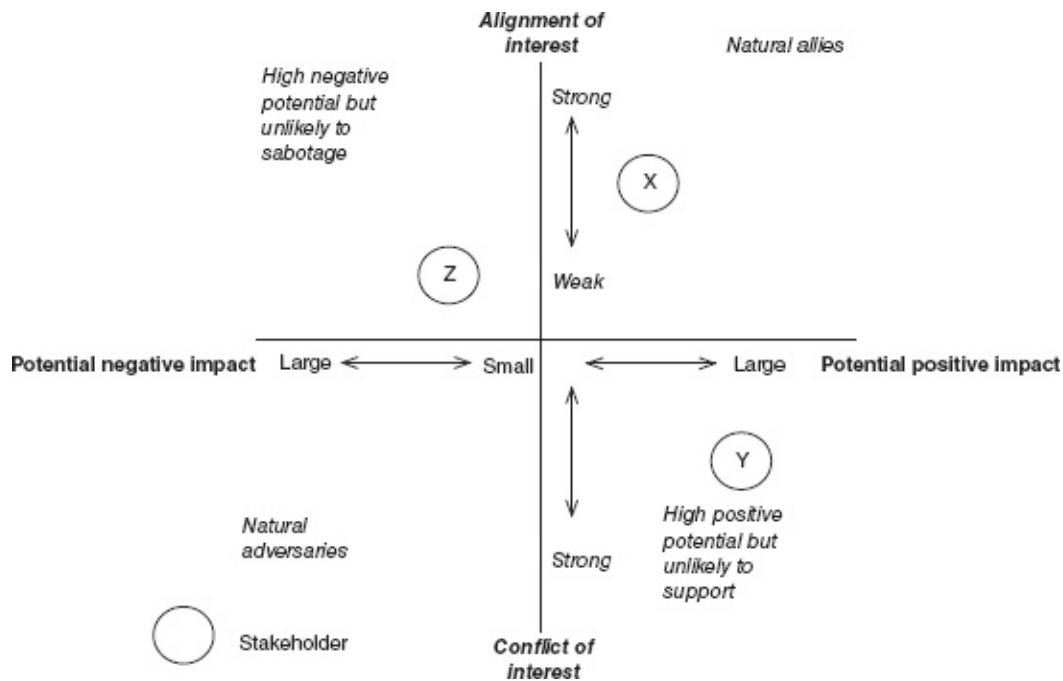 Alignment of
interest
Natural allies
High negative
potential but
unlikely to
sabotage
Strong
X
Z
Weak
Potential negative impact
Large
Small
Large
Potential positive impact
Y
Natural
adversaries
High positive
potential but
unlikely to
support
Strong
Stakeholder
Conflict of
interest